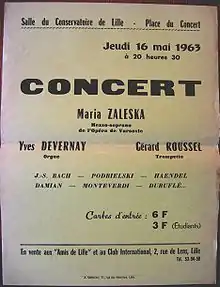 Salle du Conservatoire de Lille - Place du Concert
Jeudi 16 mai 1963
à 20 heures 30
CONCERT
Maria ZALESKA
Mezzo-soprano
de l'Opéra de Varsovie
Yves DEVERNAY
Orgue
Gérard ROUSSEL
Trompette
J.-S. BACH — PODBIELSKI — HAENDEL
DAMIAN — MONTEVERDI — DURUFLÉ..
Cartes d'entrée : 6 F
3 F (Étudiants)
En vente aux "Amis de Lille" et au Club International, 2, rue de Lens, Lille